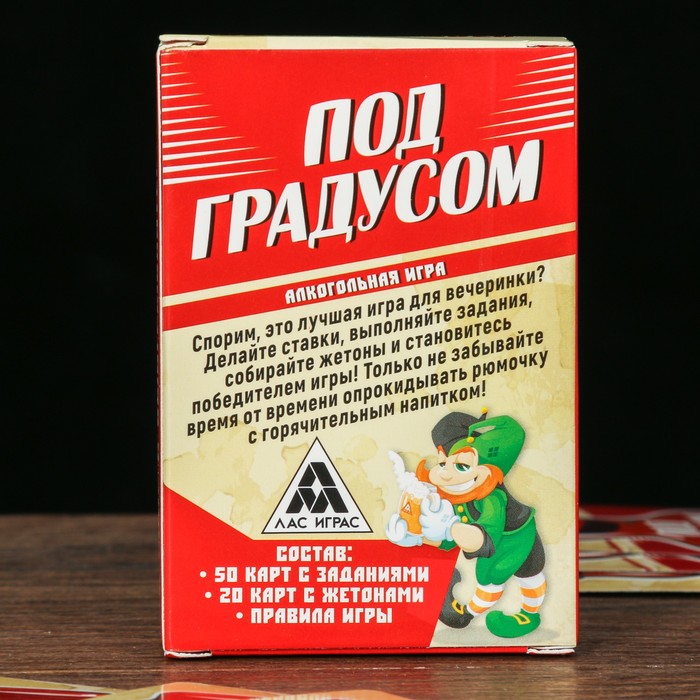 ПОД
ГРАДУСОМ
АЛКОГОЛЬНАЯ ИГРА
Спорим, это лучшая игра для вечеринки?
Делайте ставки, выполняйте задания,
собирайте жетоны и становитесь
победителем игры! Только не забывайте
время от времени опрокидывать рюмочку
с горячительным напитком!
ЛАС ИГРАС
СОСТАВ:
• 50 КАРТ С ЗАДАНИЯМИ
• 20 КАРТ С ЖЕТОНАМИ
• ПРАВИЛА ИГРЫ